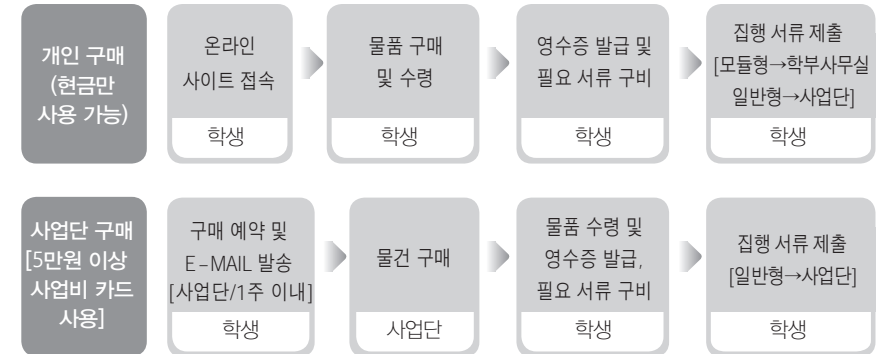 개인 구매
(현금만
사용 가능)
온라인
사이트 접속
학생
물품 구매
및 수령
학생
영수증 발급 및
필요 서류 구비
학생
집행 서류 제출
[모듈형→학부사무실
일반형→사업단]
학생
사업단 구매
[5만원 이상
사업비 카드
사용]
구매 예약 및
E-MAIL 발송
[사업단/1주 이내]
학생
물건 구매
사업단
물품 수령 및
영수증 발급,
필요 서류 구비
학생
집행 서류 제출
[일반형→사업단]
학생